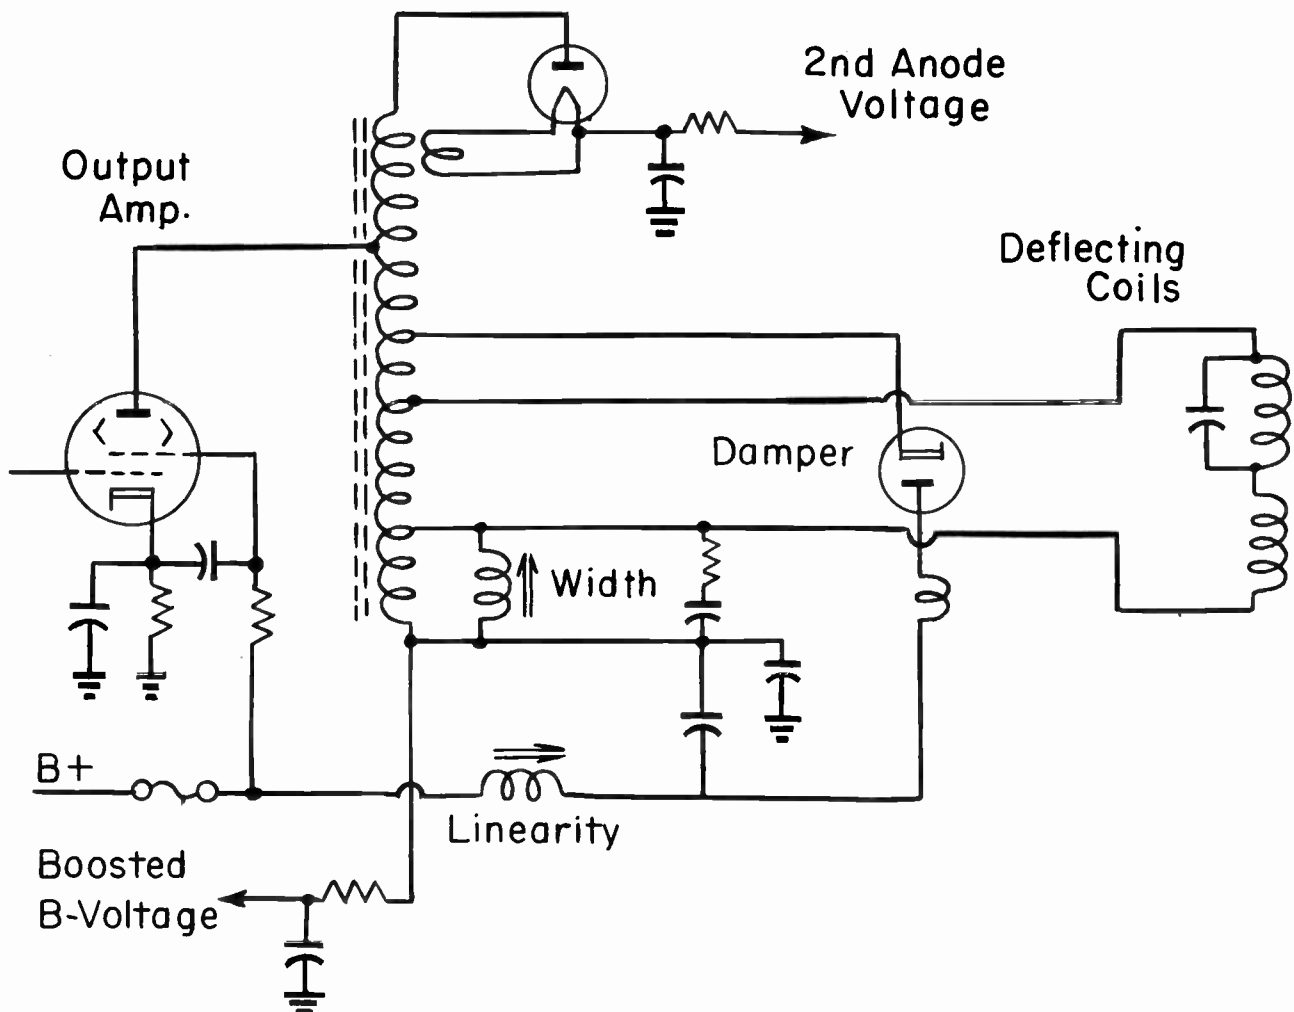 2nd Anode
Voltage
Output
Amp.
Deflecting
Coils
Damper
Width
B+
Linearity
Boosted
B-Voltage